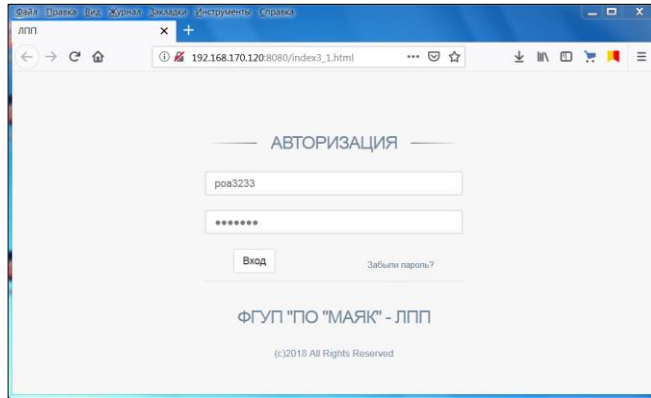 Файл Правка Вид Журнал Закладки Инструменты Справка
ЛПП
192.168.170.120:8080/index3_1.html
АВТОРИЗАЦИЯ
poa3233
•••••••
Вход Забыли пароль?
ФГУП "ПО "МАЯК" - ЛПП
(c)2018 All Rights Reserved